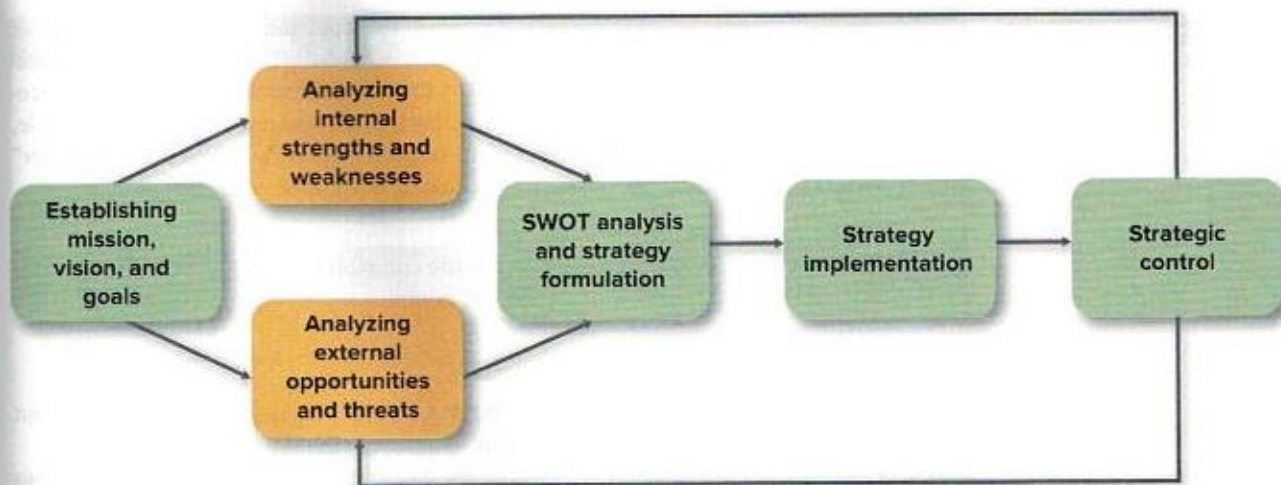 Establishing
mission,
vision, and
goals
Analyzing
internal
strengths and
weaknesses
Analyzing
external
opportunities
and threats
SWOT analysis
and strategy
formulation
Strategy
implementation
Strategic
control